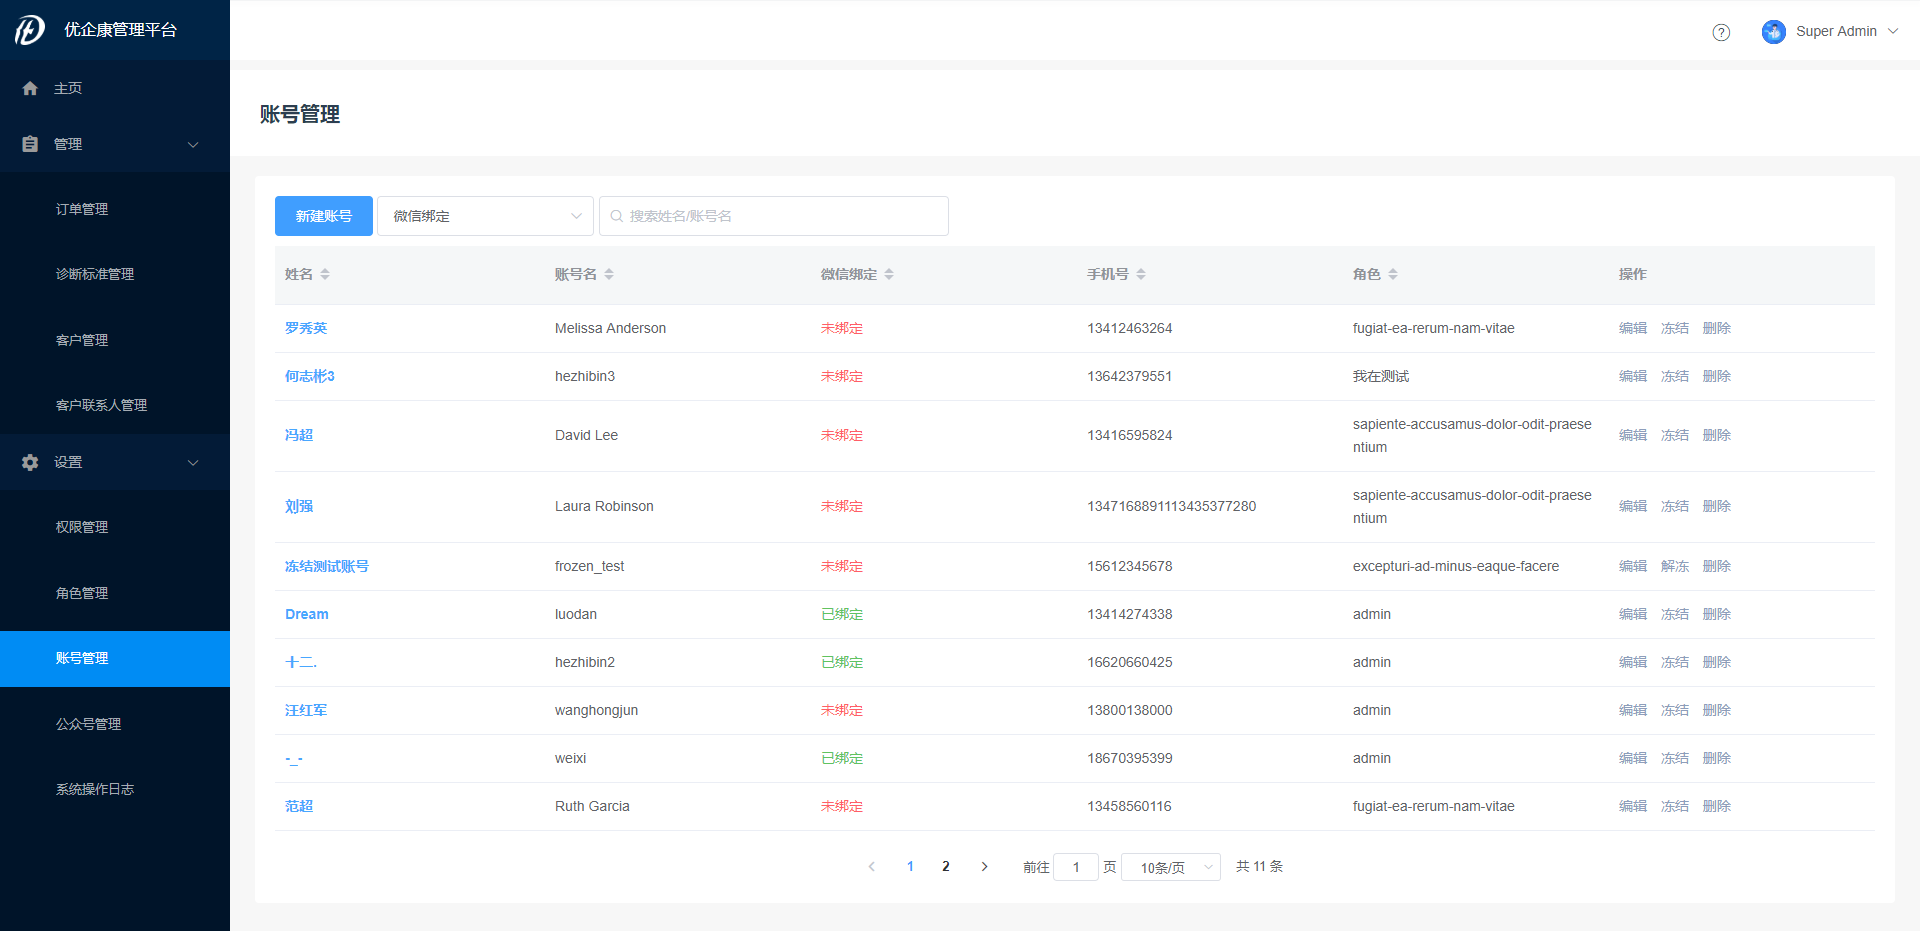 优企康管理平台
Super Admin
主页
管理
订单管理
诊断标准管理
客户管理
客户联系人管理
设置
权限管理
角色管理
账号管理
公众号管理
系统操作日志
账号管理
新建账号 微信绑定 搜索姓名/账号名
姓名 账号名 微信绑定 手机号 角色 操作
罗秀英 Melissa Anderson 未绑定 13412463264 fugiat-ea-rerum-nam-vitae 编辑 冻结 删除
何志彬3 hezhibin3 未绑定 13642379551 我在测试 编辑 冻结 删除
冯超 David Lee 未绑定 13416595824 sapiente-accusamus-dolor-odit-praese
ntium 编辑 冻结 删除
刘强 Laura Robinson 未绑定 1347168891113435377280 sapiente-accusamus-dolor-odit-praese
ntium 编辑 冻结 删除
冻结测试账号 frozen_test 未绑定 15612345678 excepturi-ad-minus-eaque-facere 编辑 解冻 删除
Dream luodan 已绑定 13414274338 admin 编辑 冻结 删除
十二. hezhibin2 已绑定 16620660425 admin 编辑 冻结 删除
汪红军 wanghongjun 未绑定 13800138000 admin 编辑 冻结 删除
-_- weixi 已绑定 18670395399 admin 编辑 冻结 删除
范超 Ruth Garcia 未绑定 13458560116 fugiat-ea-rerum-nam-vitae 编辑 冻结 删除
1 2 前往 1 页 10条/页 共 11 条